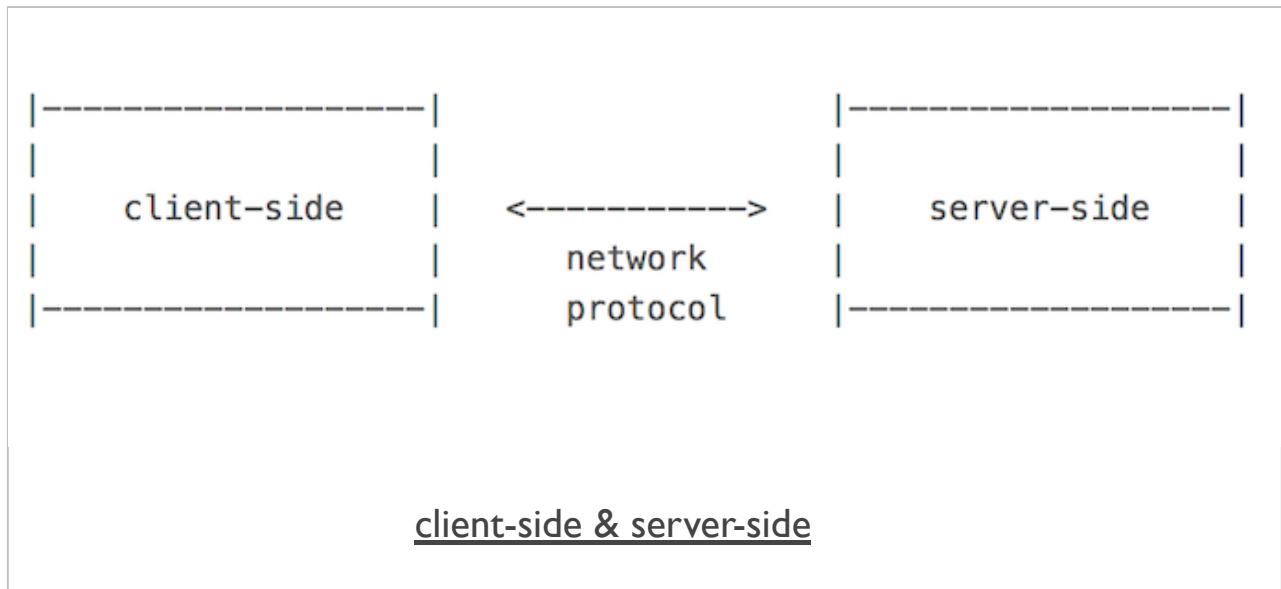 |-------------------| |-------------------|
| | | |
| client-side | <-----------> | server-side |
| | network | |
|-------------------| protocol |-------------------|
client-side & server-side